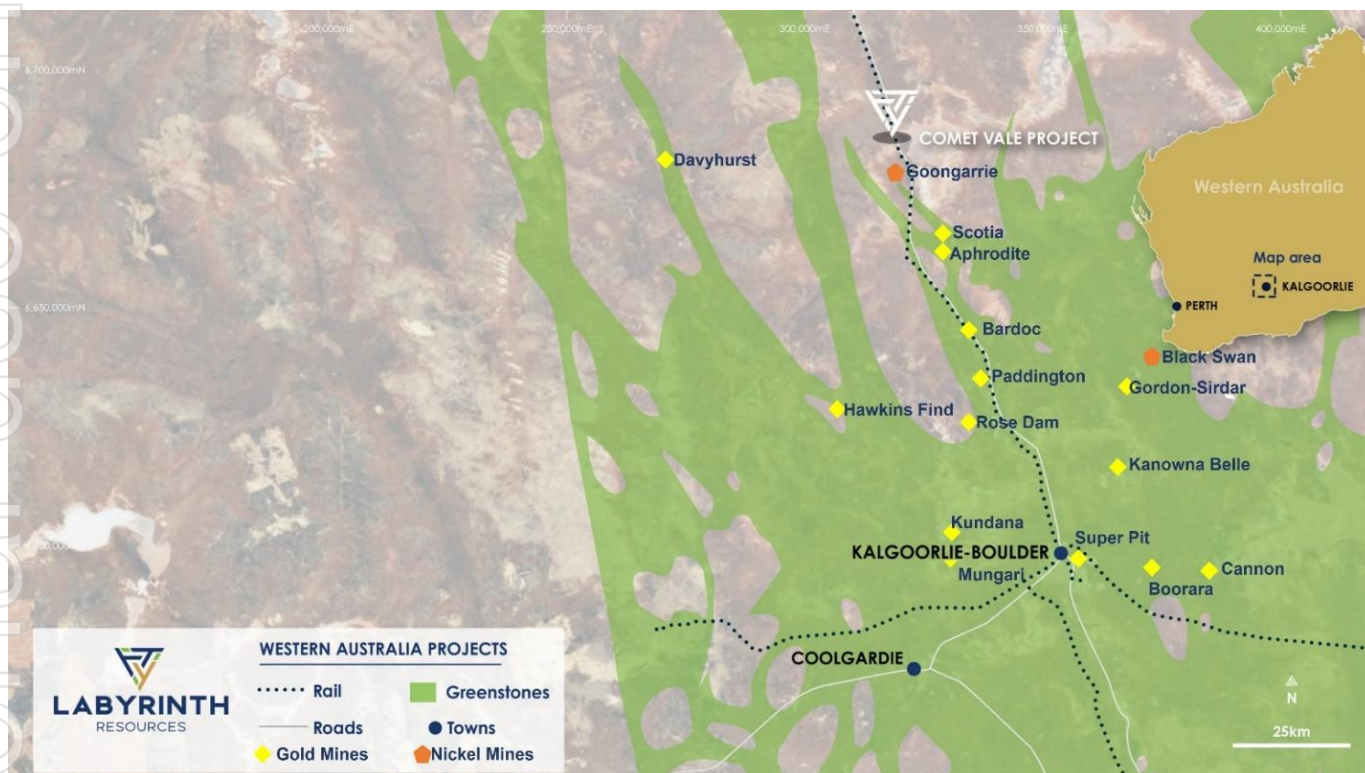 200,000mE
250,000mE
300,000mE
350,000mE
400,000mE
6,700,000mN
COMET VALE PROJECT
Davyhurst
Goongarrie
Western Australia
Scotia
Aphrodite
Map area
KALGOORLIE
PERTH
6,650,000mN
Bardoc
Black Swan
Paddington
Gordon-Sirdar
Hawkins Find
Rose Dam
Kanowna Belle
Kundana
Super Pit
KALGOORLIE-BOULDER
Mungari
Boorara
Cannon
COOLGARDIE
LABYRINTH
RESOURCES
WESTERN AUSTRALIA PROJECTS
Rail
Greenstones
Roads
Towns
Gold Mines
Nickel Mines
N
25km